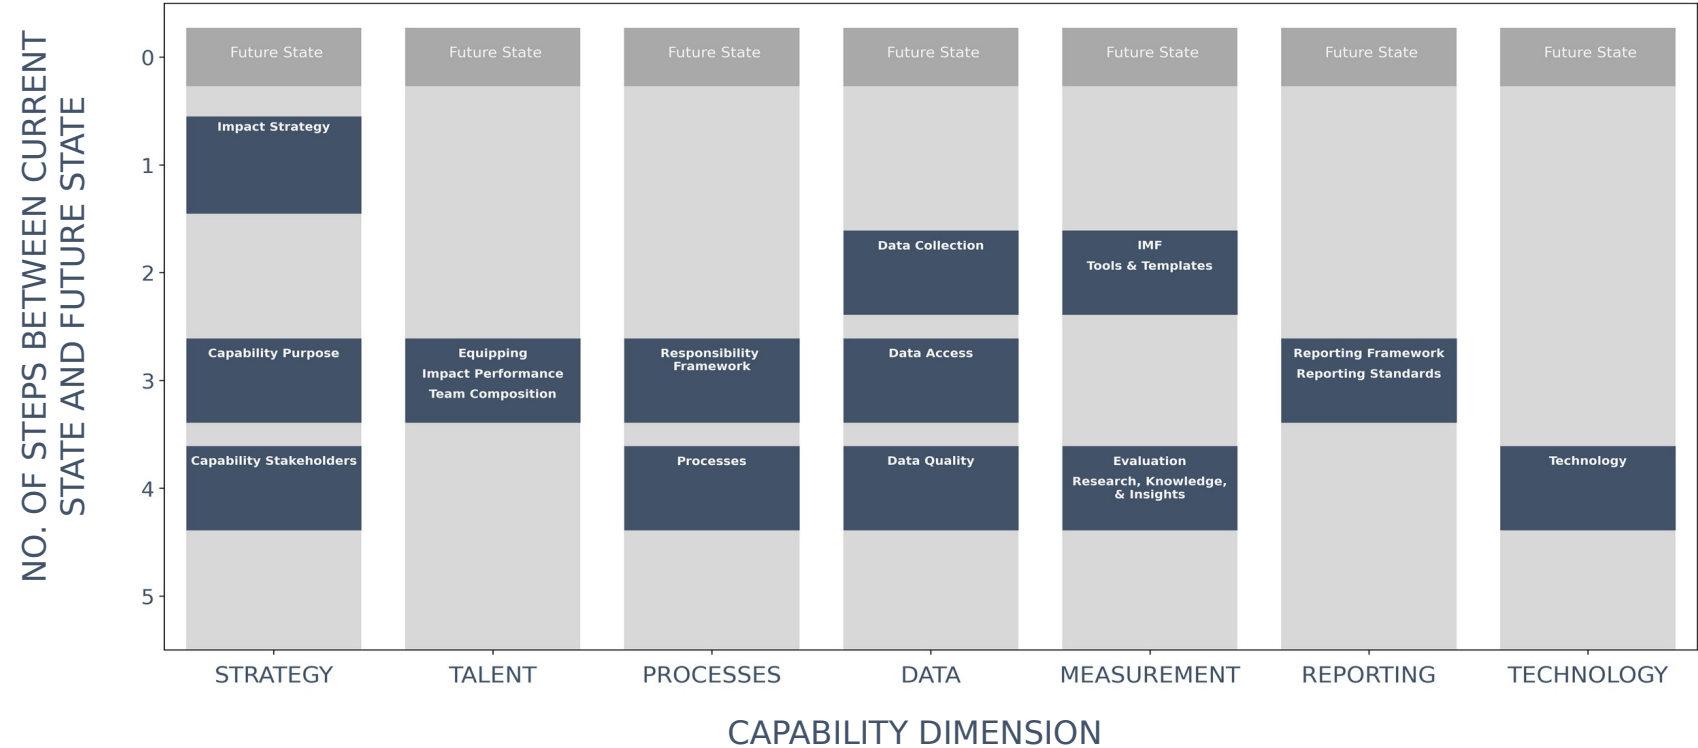 NO. OF STEPS BETWEEN CURRENT
STATE AND FUTURE STATE
0
1
2
3
4
5
Future State
Impact Strategy
Capability Purpose
Capability Stakeholders
STRATEGY
Future State
Equipping
Impact Performance
Team Composition
TALENT
Future State
Responsibility
Framework
Processes
PROCESSES
Future State
Data Collection
Data Access
Data Quality
DATA
Future State
IMF
Tools & Templates
Evaluation
Research, Knowledge,
& Insights
MEASUREMENT
Future State
Reporting Framework
Reporting Standards
REPORTING
Future State
Technology
TECHNOLOGY
CAPABILITY DIMENSION